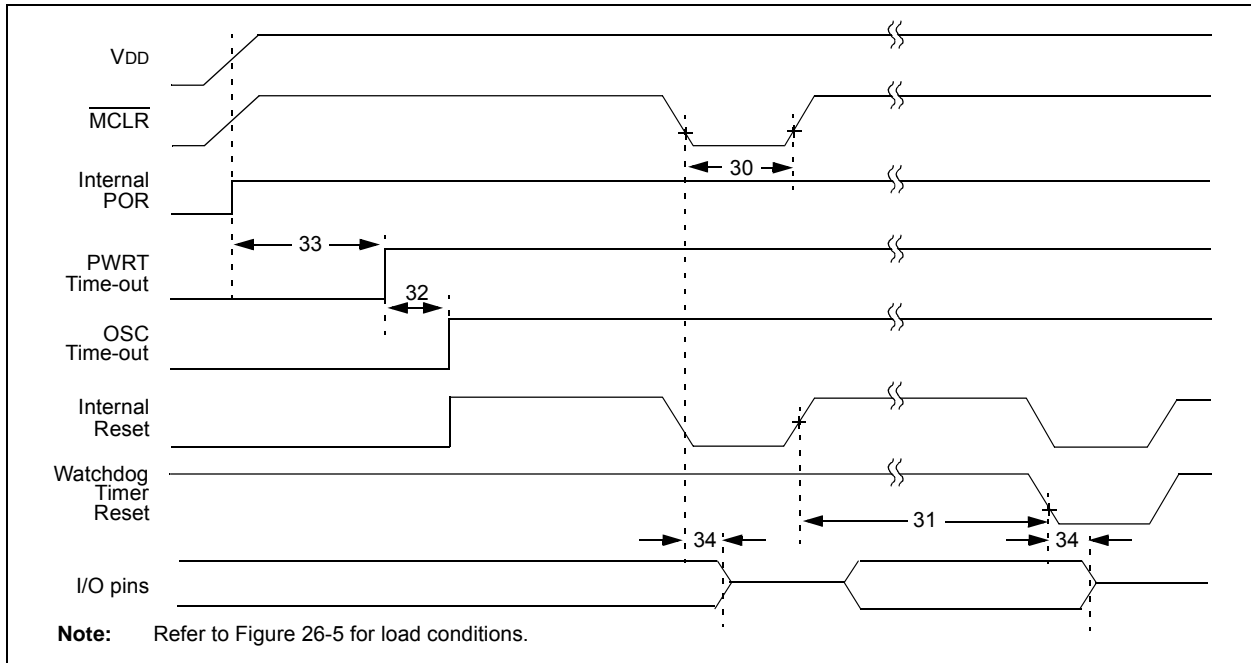 VDD
MCLR
30
Internal
POR
33
PWRT
Time-out
32
OSC
Time-out
Internal
Reset
Watchdog
Timer
Reset
31
34
34
I/O pins
Note: Refer to Figure 26-5 for load conditions.